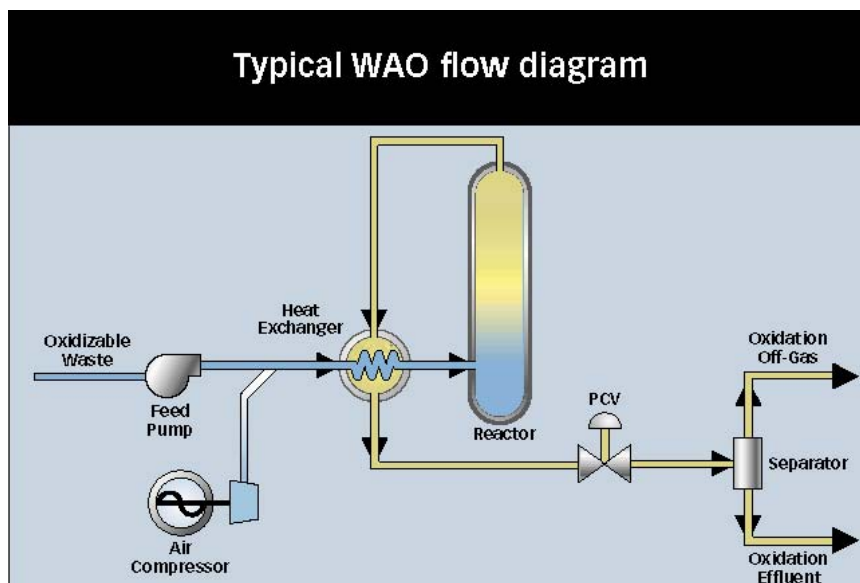 Typical WAO flow diagram
Heat
Exchanger
Oxidizable
Waste
Feed
Pump
Air
Compressor
Reactor
PCV
Oxidation
Off-Gas
Separator
Oxidation
Effluent